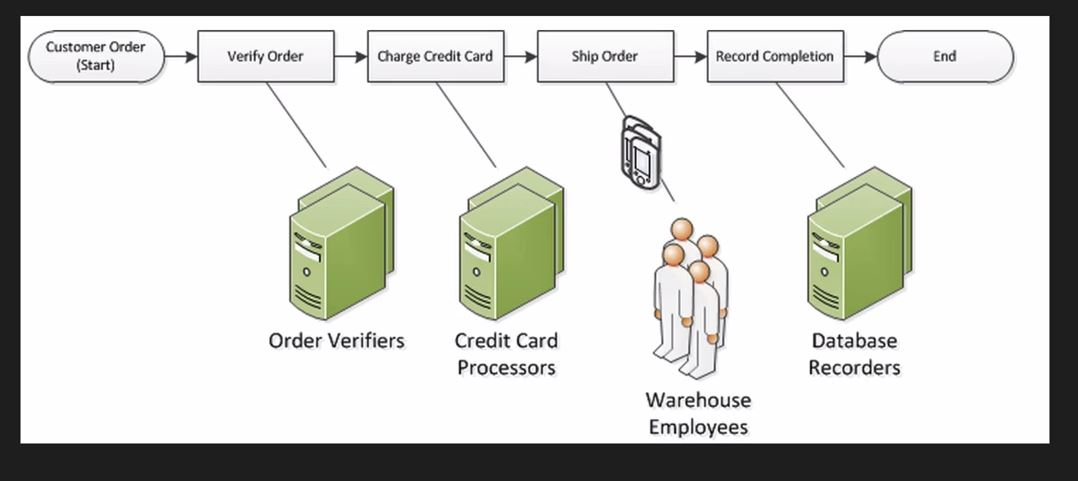 Customer Order
(Start)
Verify Order
Charge Credit Card
Ship Order
Record Completion
End
Order Verifiers
Credit Card
Processors
Warehouse
Employees
Database
Recorders